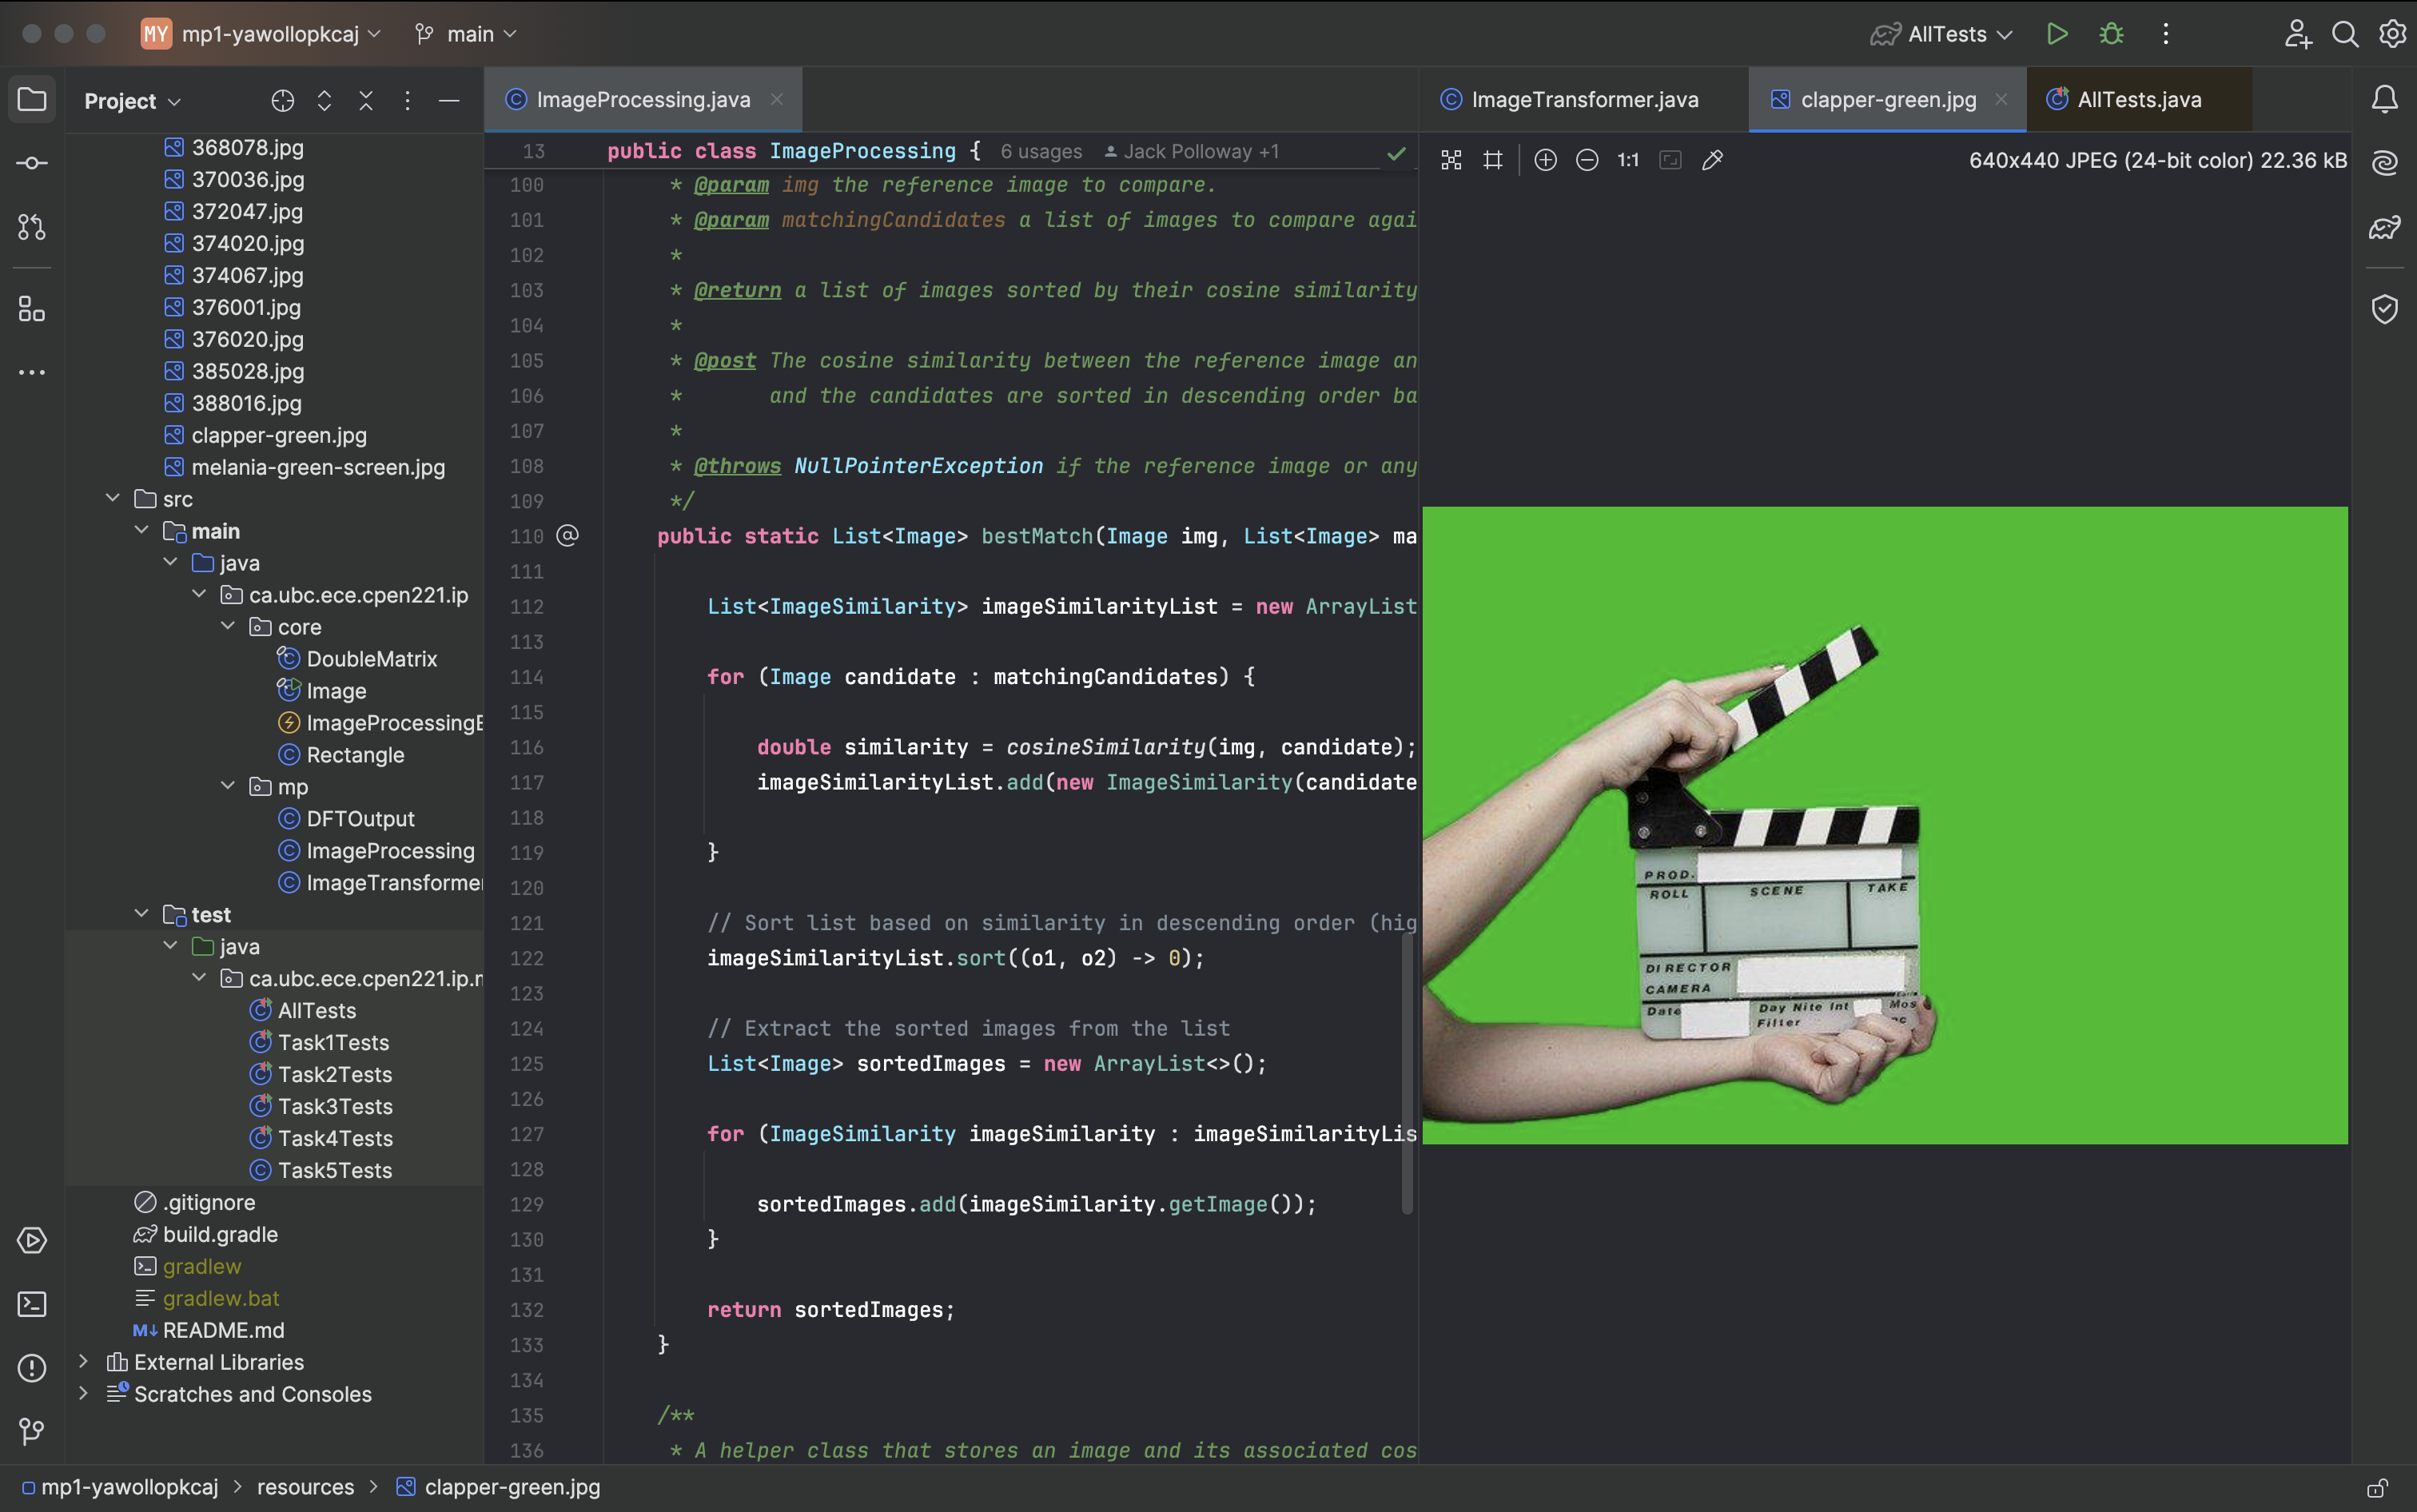 MY mp1-yawollopkcaj main AllTests
Project
368078.jpg
370036.jpg
372047.jpg
374020.jpg
374067.jpg
376001.jpg
376020.jpg
385028.jpg
388016.jpg
clapper-green.jpg
melania-green-screen.jpg
src
main
java
ca.ubc.ece.cpen221.ip
core
DoubleMatrix
Image
ImageProcessingE
Rectangle
mp
DFTOutput
ImageProcessing
ImageTransformer
test
java
ca.ubc.ece.cpen221.ip.m
AllTests
Task1Tests
Task2Tests
Task3Tests
Task4Tests
Task5Tests
.gitignore
build.gradle
gradlew
gradlew.bat
M↓ README.md
External Libraries
Scratches and Consoles
ImageProcessing.java
13 public class ImageProcessing { 6 usages Jack Polloway +1
100 * @param img the reference image to compare.
101 * @param matchingCandidates a list of images to compare agai
102 *
103 * @return a list of images sorted by their cosine similarity
104 *
105 * @post The cosine similarity between the reference image an
106 * and the candidates are sorted in descending order ba
107 *
108 * @throws NullPointerException if the reference image or any
109 */
110 @ public static List<Image> bestMatch(Image img, List<Image> ma
111
112 List<ImageSimilarity> imageSimilarityList = new ArrayList
113
114 for (Image candidate : matchingCandidates) {
115
116 double similarity = cosineSimilarity(img, candidate);
117 imageSimilarityList.add(new ImageSimilarity(candidate
118
119 }
120
121 // Sort list based on similarity in descending order (hig
122 imageSimilarityList.sort((o1, o2) -> 0);
123
124 // Extract the sorted images from the list
125 List<Image> sortedImages = new ArrayList<>();
126
127 for (ImageSimilarity imageSimilarity : imageSimilarityLis
128
129 sortedImages.add(imageSimilarity.getImage());
130 }
131
132 return sortedImages;
133 }
134
135 /**
136 * A helper class that stores an image and its associated cos
ImageTransformer.java clapper-green.jpg AllTests.java
1:1 640x440 JPEG (24-bit color) 22.36 kB
PROD.
ROLL SCENE TAKE
DIRECTOR
CAMERA
Date Day Nite Int Mos
Filter
mp1-yawollopkcaj > resources > clapper-green.jpg